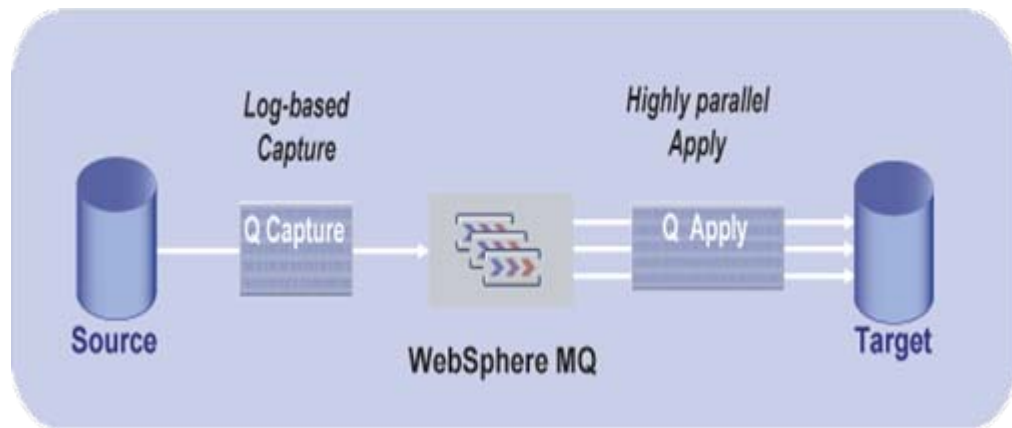 Log-based
Capture
Highly parallel
Apply
Q Capture
Q Apply
Source
WebSphere MQ
Target